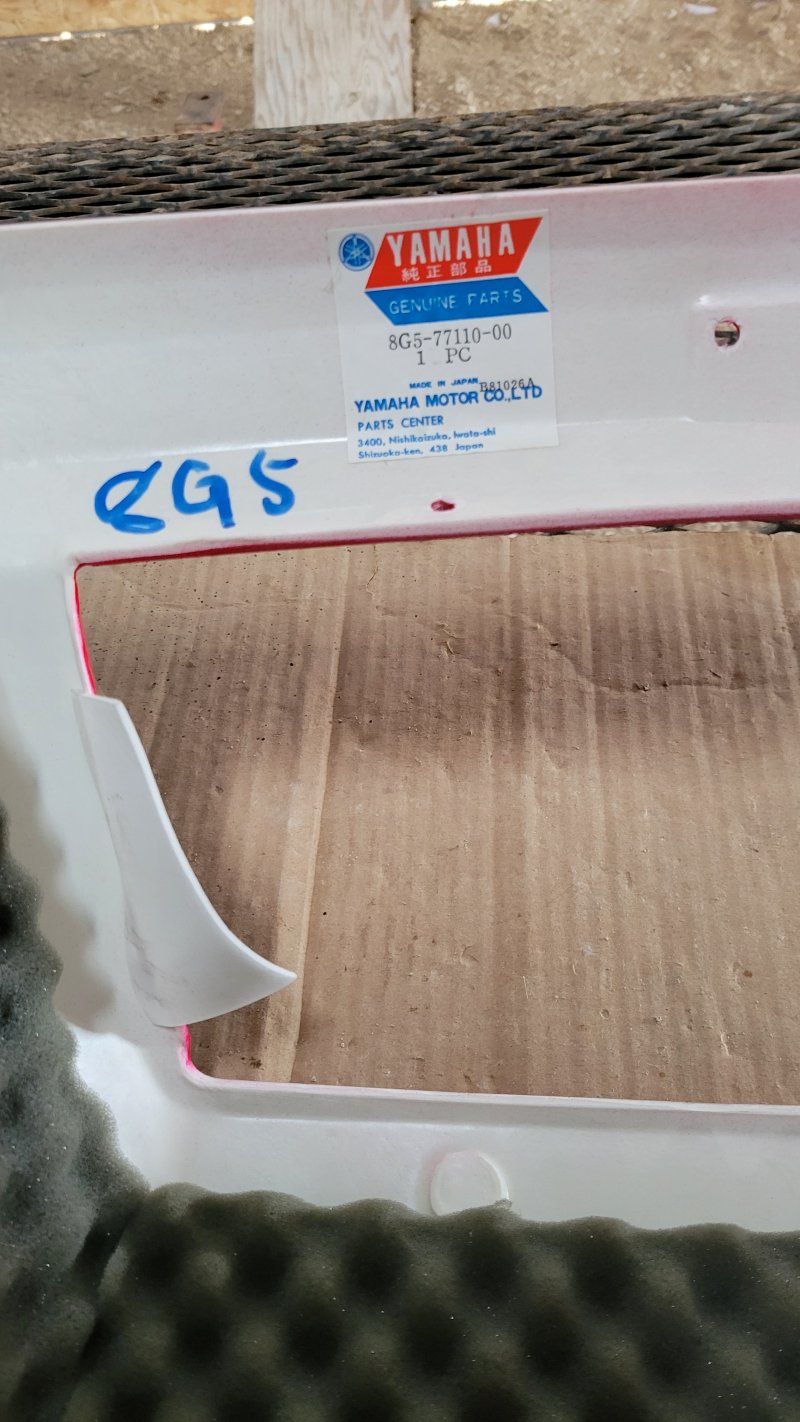 YAMAHA
純正部品
GENUINE PARTS
8G5-77110-00
1 PC
MADE IN JAPAN B81026A
YAMAHA MOTOR CO.,LTD
PARTS CENTER
3400, Nishikaizuka, Iwata-shi
Shizuoka-ken, 438 Japan
8G5